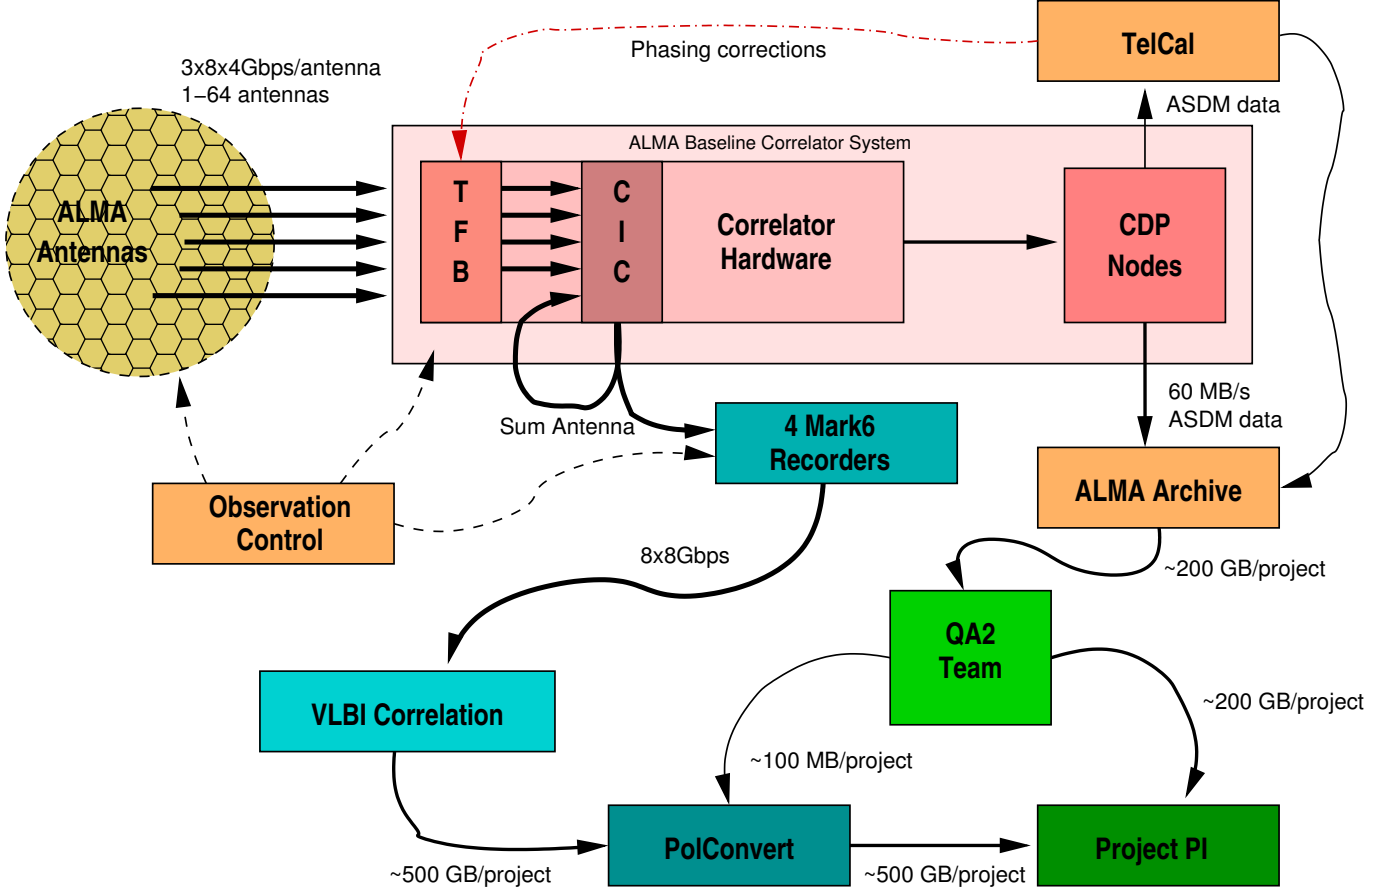 TelCal
Phasing corrections
3x8x4Gbps/antenna
1−64 antennas
ASDM data
ALMA Baseline Correlator System
ALMA
Antennas
T
F
B
C
I
C
Correlator
Hardware
CDP
Nodes
60 MB/s
ASDM data
Sum Antenna
4 Mark6
Recorders
ALMA Archive
Observation
Control
8x8Gbps
~200 GB/project
QA2
Team
VLBI Correlation
~200 GB/project
~100 MB/project
PolConvert
Project PI
~500 GB/project
~500 GB/project